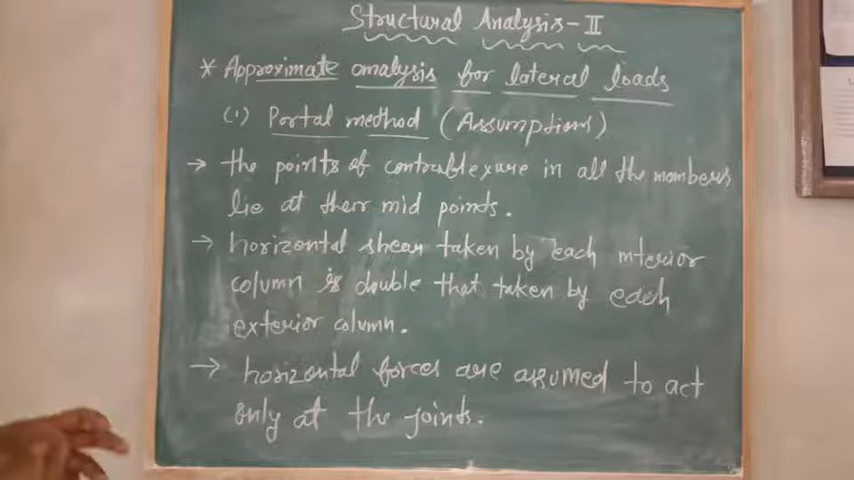 Structural Analysis-II
* Approximate analysis for lateral loads
(1) Portal method (Assumptions)
→ the points of contraflexure in all the members
lie at their mid points.
→ horizontal shear taken by each interior
column is double that taken by each
exterior column.
→ horizontal forces are assumed to act
only at the joints.